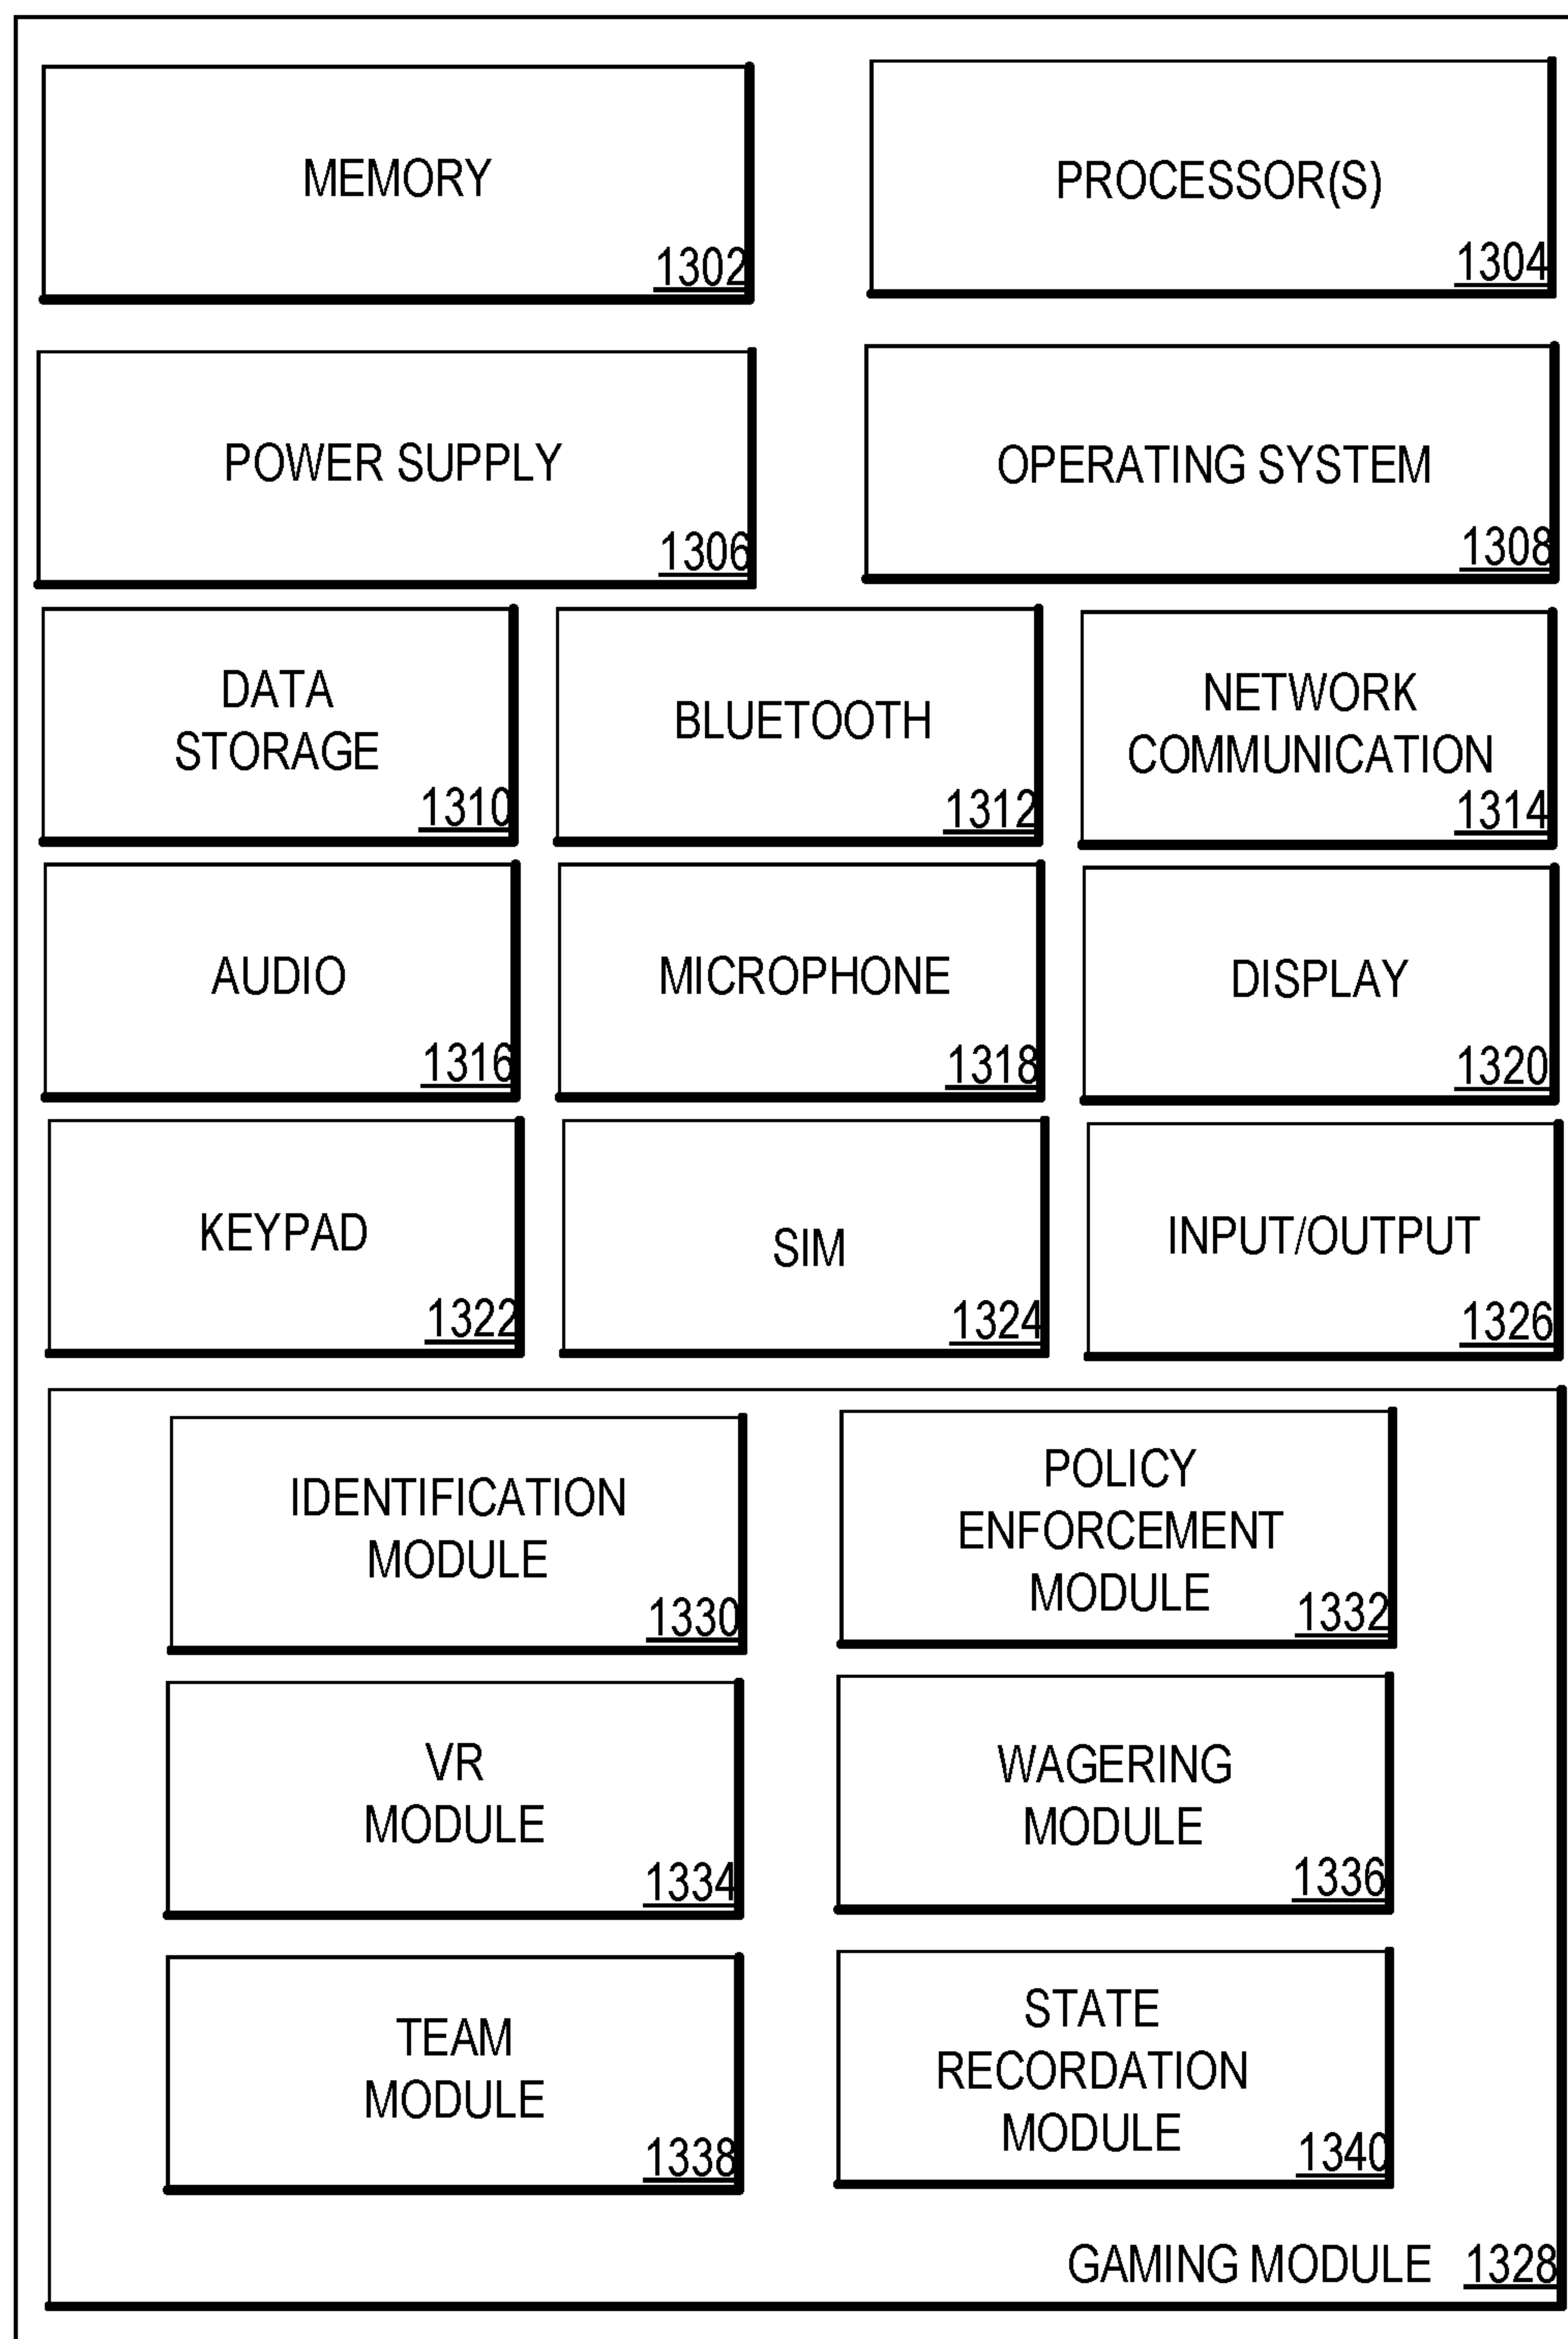 MEMORY
1302
PROCESSOR(S)
1304
POWER SUPPLY
1306
OPERATING SYSTEM
1308
DATA
STORAGE
1310
BLUETOOTH
1312
NETWORK
COMMUNICATION
1314
AUDIO
1316
MICROPHONE
1318
DISPLAY
1320
KEYPAD
1322
SIM
1324
INPUT/OUTPUT
1326
IDENTIFICATION
MODULE
1330
POLICY
ENFORCEMENT
MODULE
1332
VR
MODULE
1334
WAGERING
MODULE
1336
TEAM
MODULE
1338
STATE
RECORDATION
MODULE
1340
GAMING MODULE 1328